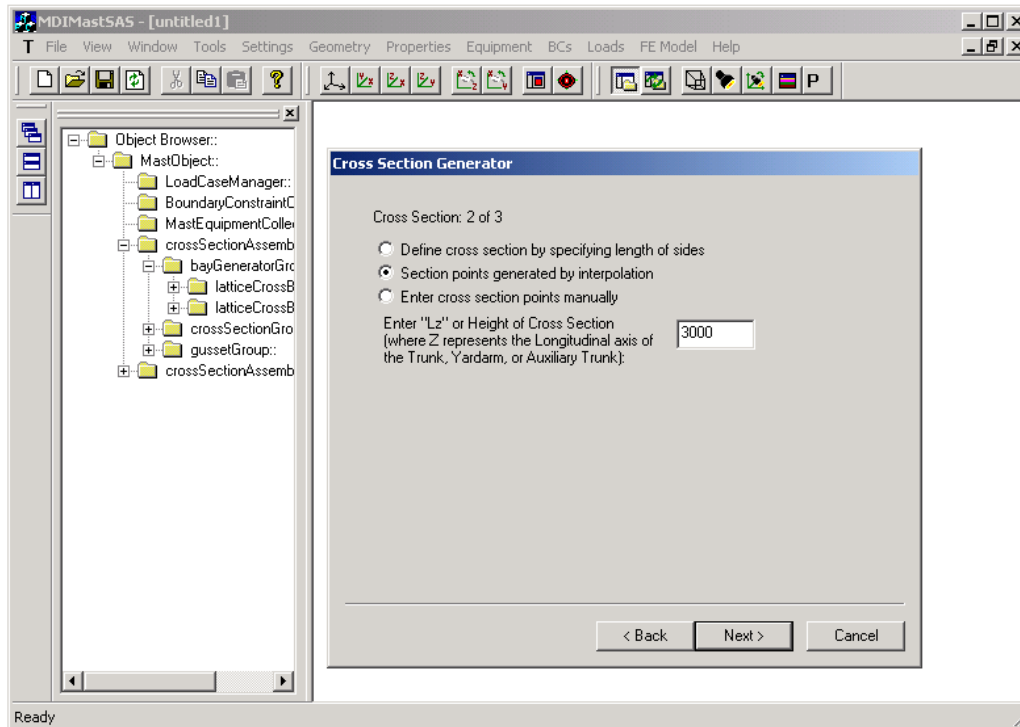 MDIMastSAS - [untitled1]
T File View Window Tools Settings Geometry Properties Equipment BCs Loads FE Model Help
P
Object Browser::
MastObject::
LoadCaseManager::
BoundaryConstraintC
MastEquipmentColle
crossSectionAssemb
bayGeneratorGro
latticeCrossB
latticeCrossB
crossSectionGro
gussetGroup::
crossSectionAssemb
Cross Section Generator
Cross Section: 2 of 3
Define cross section by specifying length of sides
Section points generated by interpolation
Enter cross section points manually
Enter "Lz" or Height of Cross Section
(where Z represents the Longitudinal axis of
the Trunk, Yardarm, or Auxiliary Trunk):
3000
< Back Next > Cancel
Ready